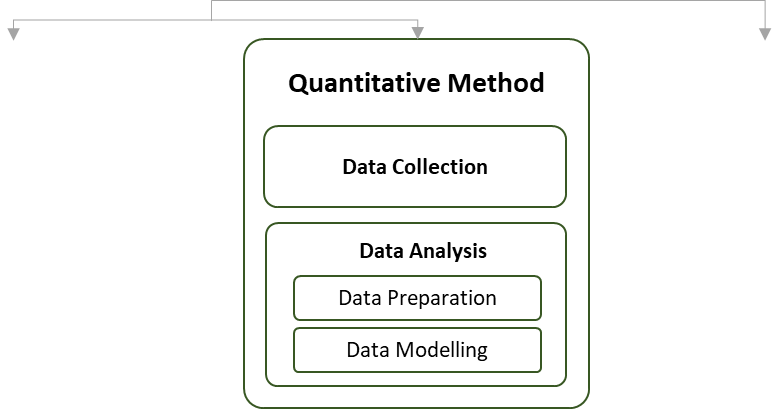 Quantitative Method
Data Collection
Data Analysis
Data Preparation
Data Modelling